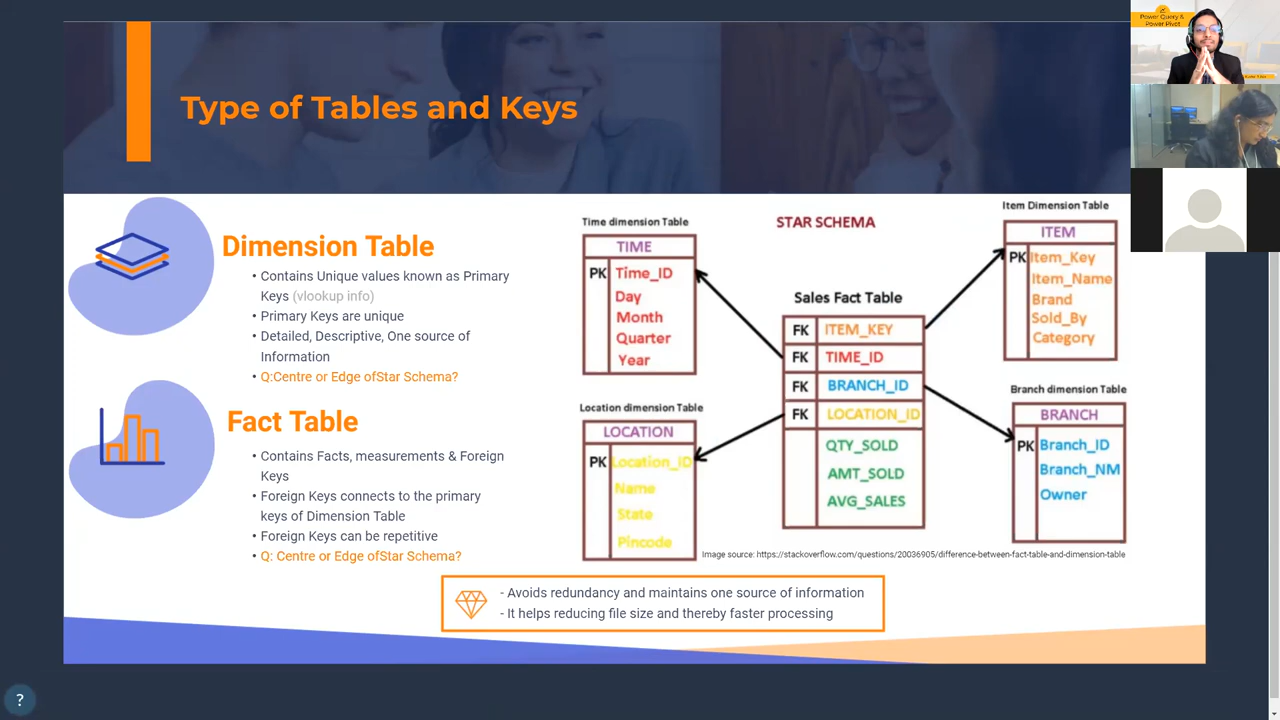 Type of Tables and Keys
Power Query &
Power Pivot
Dimension Table
• Contains Unique values known as Primary
Keys (vlookup info)
• Primary Keys are unique
• Detailed, Descriptive, One source of
Information
• Q:Centre or Edge ofStar Schema?
Fact Table
• Contains Facts, measurements & Foreign
Keys
• Foreign Keys connects to the primary
keys of Dimension Table
• Foreign Keys can be repetitive
• Q: Centre or Edge ofStar Schema?
STAR SCHEMA
Time dimension Table
TIME
PK Time_ID
Day
Month
Quarter
Year
Location dimension Table
LOCATION
PK Location_ID
Name
State
Pincode
Sales Fact Table
FK ITEM_KEY
FK TIME_ID
FK BRANCH_ID
FK LOCATION_ID
QTY_SOLD
AMT_SOLD
AVG_SALES
Item Dimension Table
ITEM
PK Item_Key
Item_Name
Brand
Sold_By
Category
Branch dimension Table
BRANCH
PK Branch_ID
Branch_NM
Owner
Image source: https://stackoverflow.com/questions/20036905/difference-between-fact-table-and-dimension-table
- Avoids redundancy and maintains one source of information
- It helps reducing file size and thereby faster processing
?